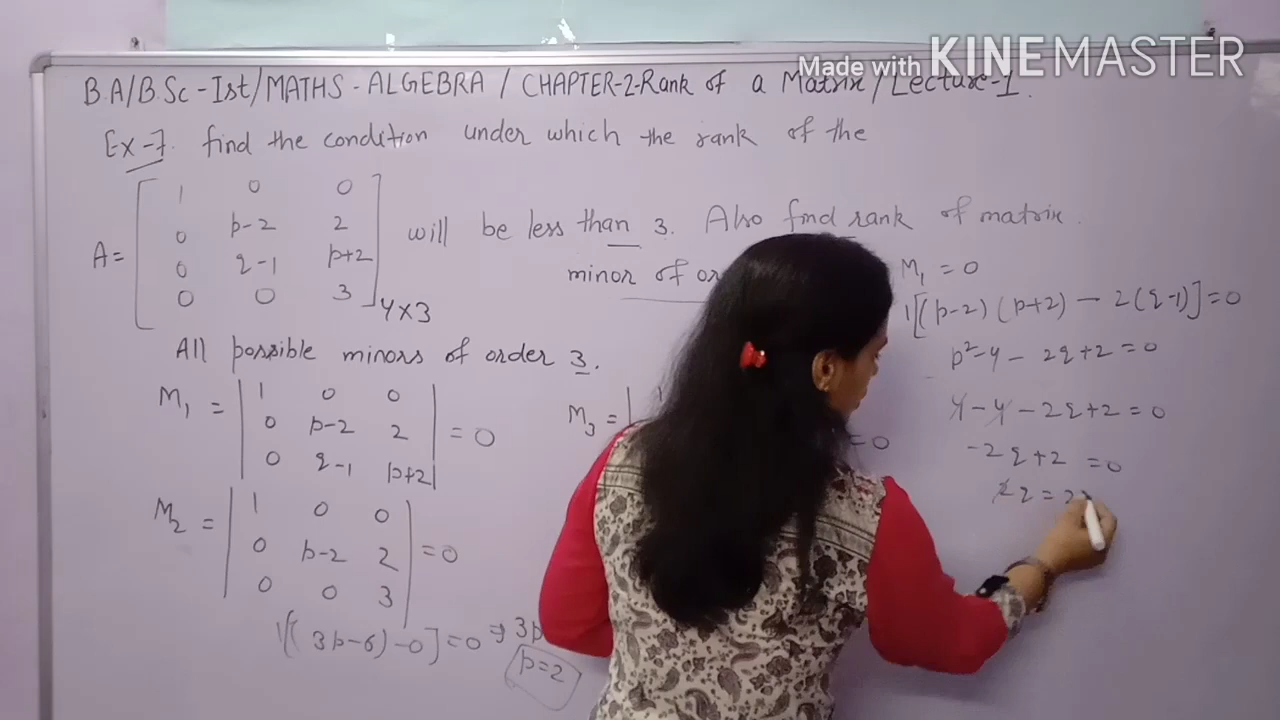 Made with KINEMASTER
B.A/B.Sc-Ist/MATHS-ALGEBRA/CHAPTER-2-Rank of a Matrix/Lecture-1.
Ex-7. find the condition under which the rank of the
A = [ 1 0 0
0 p-2 2
0 q-1 p+2
0 0 3 ] 4×3
will be less than 3. Also find rank of matrix.
minor of
All possible minors of order 3.
M₁ = | 1 0 0
0 p-2 2
0 q-1 p+2 | = 0
M₂ = | 1 0 0
0 p-2 2
0 0 3 | = 0
1[(3p-6)-0] = 0 ⇒ 3p
p=2
M₃ = |
= 0
M₁ = 0
1[(p-2)(p+2) - 2(q-1)] = 0
p²-4 - 2q+2 = 0
4-4-2q+2 = 0
-2q+2 = 0
2q = 2